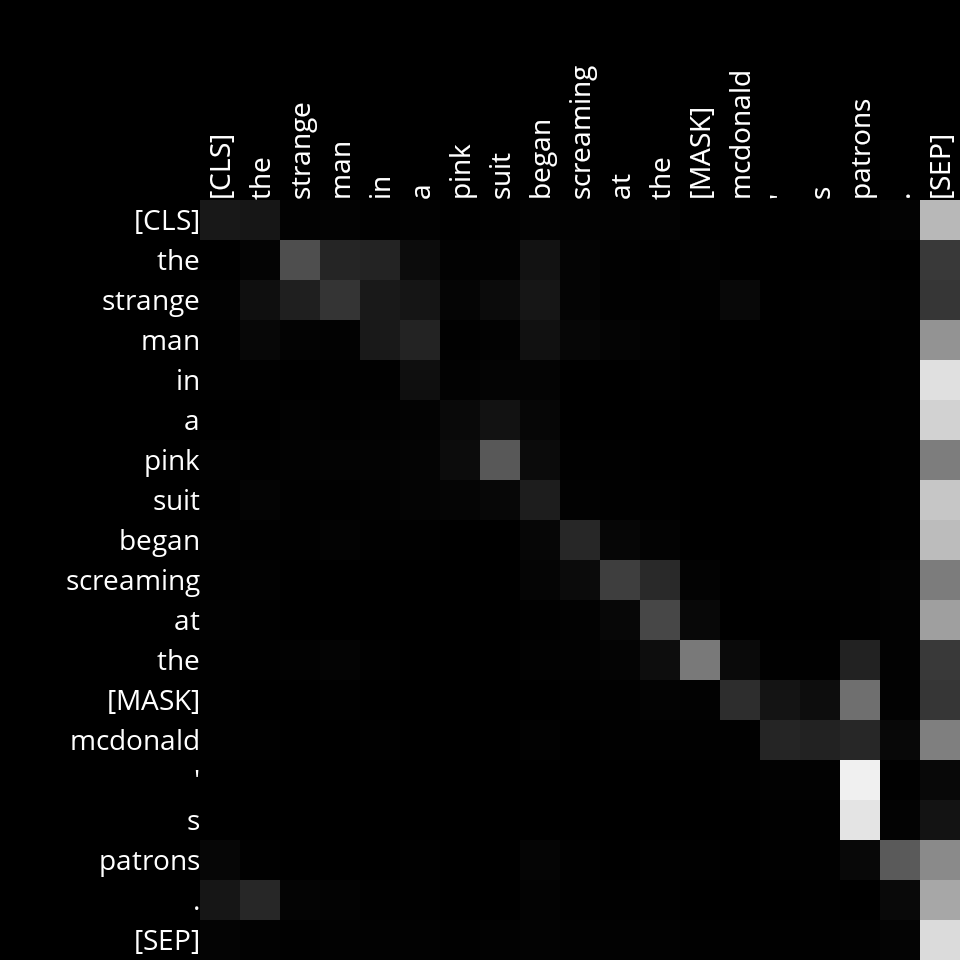 [CLS]
the
strange
man
in
a
pink
suit
began
screaming
at
the
[MASK]
mcdonald
'
s
patrons
.
[SEP]
[CLS]
the
strange
man
in
a
pink
suit
began
screaming
at
the
[MASK]
mcdonald
'
s
patrons
.
[SEP]